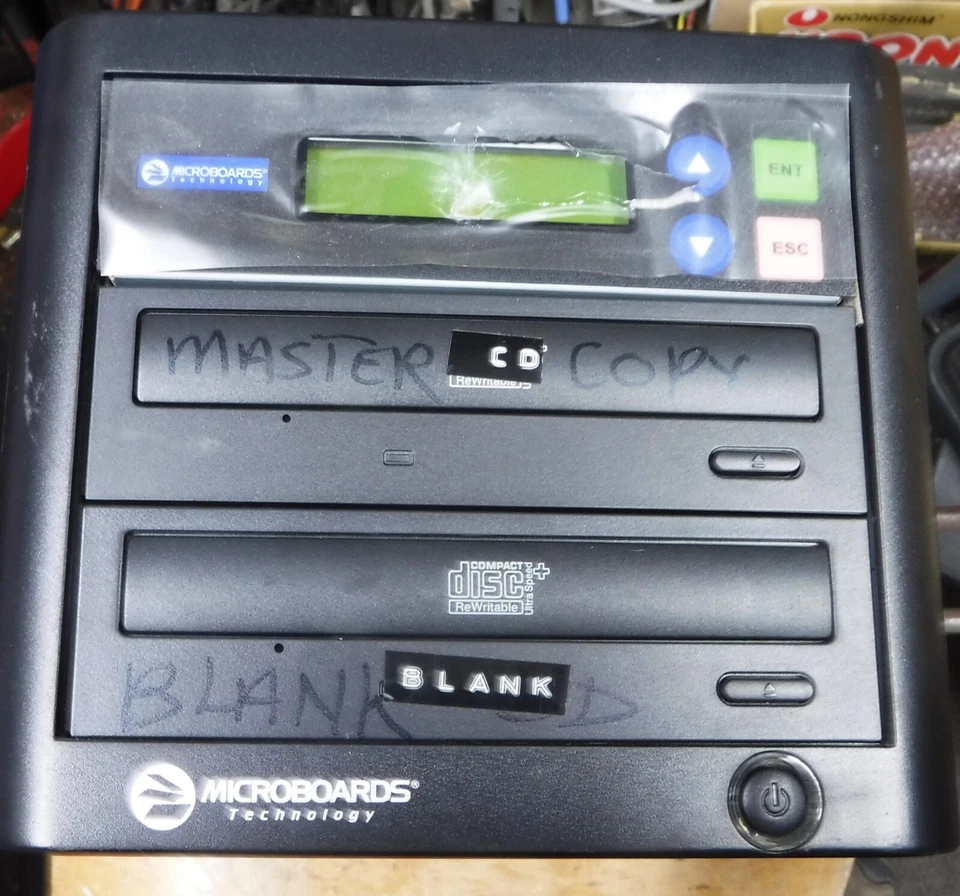 NONGSHIM
MICROBOARDS
Technology
ENT
ESC
MASTER CD COPY
ReWritable
COMPACT
disc
ReWritable
Ultra Speed+
BLANK BLANK
MICROBOARDS®
Technology